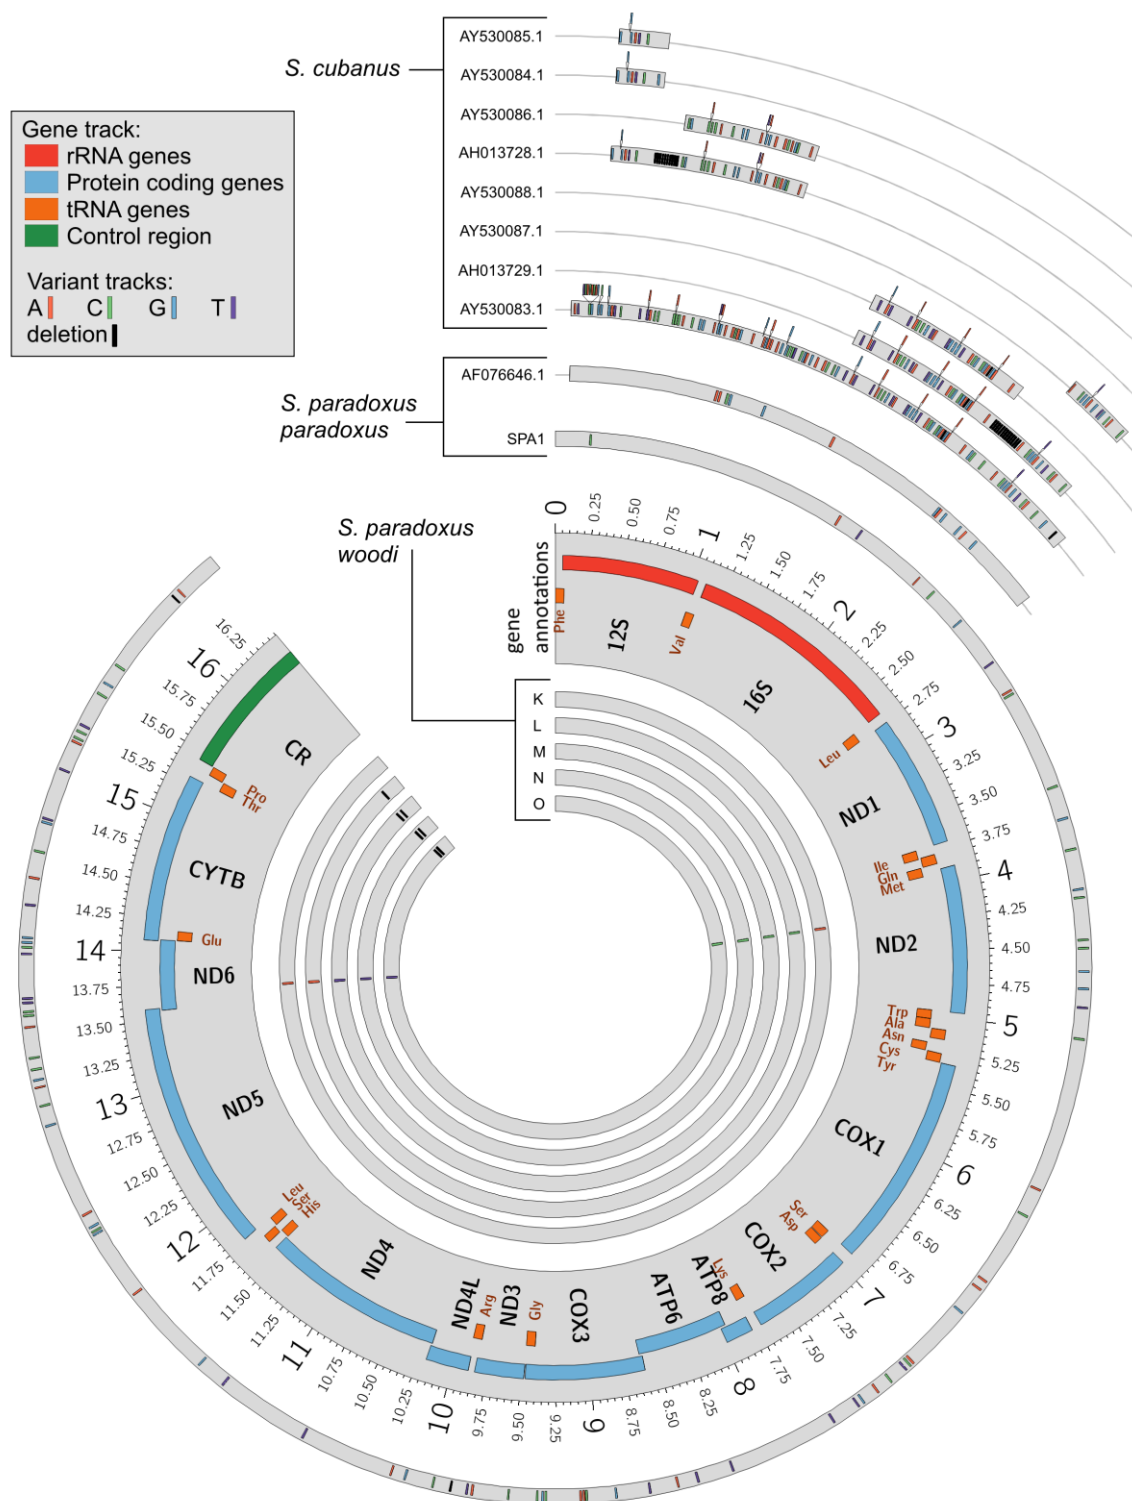 S. cubanus
AY530085.1
AY530084.1
AY530086.1
AH013728.1
AY530088.1
AY530087.1
AH013729.1
AY530083.1
Gene track:
rRNA genes
Protein coding genes
tRNA genes
Control region
Variant tracks:
A C G T
deletion
S. paradoxus
paradoxus
AF076646.1
SPA1
S. paradoxus
woodi
gene
annotations
K
L
M
N
O
0
0.25
0.50
0.75
1
1.25
1.50
1.75
2
2.25
2.50
2.75
3
3.25
3.50
3.75
4
4.25
4.50
4.75
5
5.25
5.50
5.75
6
6.25
6.50
6.75
7
7.25
7.50
7.75
8
8.25
8.50
8.75
9
9.25
9.50
9.75
10
10.25
10.50
10.75
11
11.25
11.50
11.75
12
12.25
12.50
12.75
13
13.25
13.50
13.75
14
14.25
14.50
14.75
15
15.25
15.50
15.75
16
16.25
Phe
12S
Val
16S
Leu
ND1
Ile
Gln
Met
ND2
Trp
Ala
Asn
Cys
Tyr
COX1
Ser
Asp
COX2
Lys
ATP8
ATP6
COX3
Gly
ND3
Arg
ND4L
ND4
His
Ser
Leu
ND5
ND6
Glu
CYTB
Thr
Pro
CR